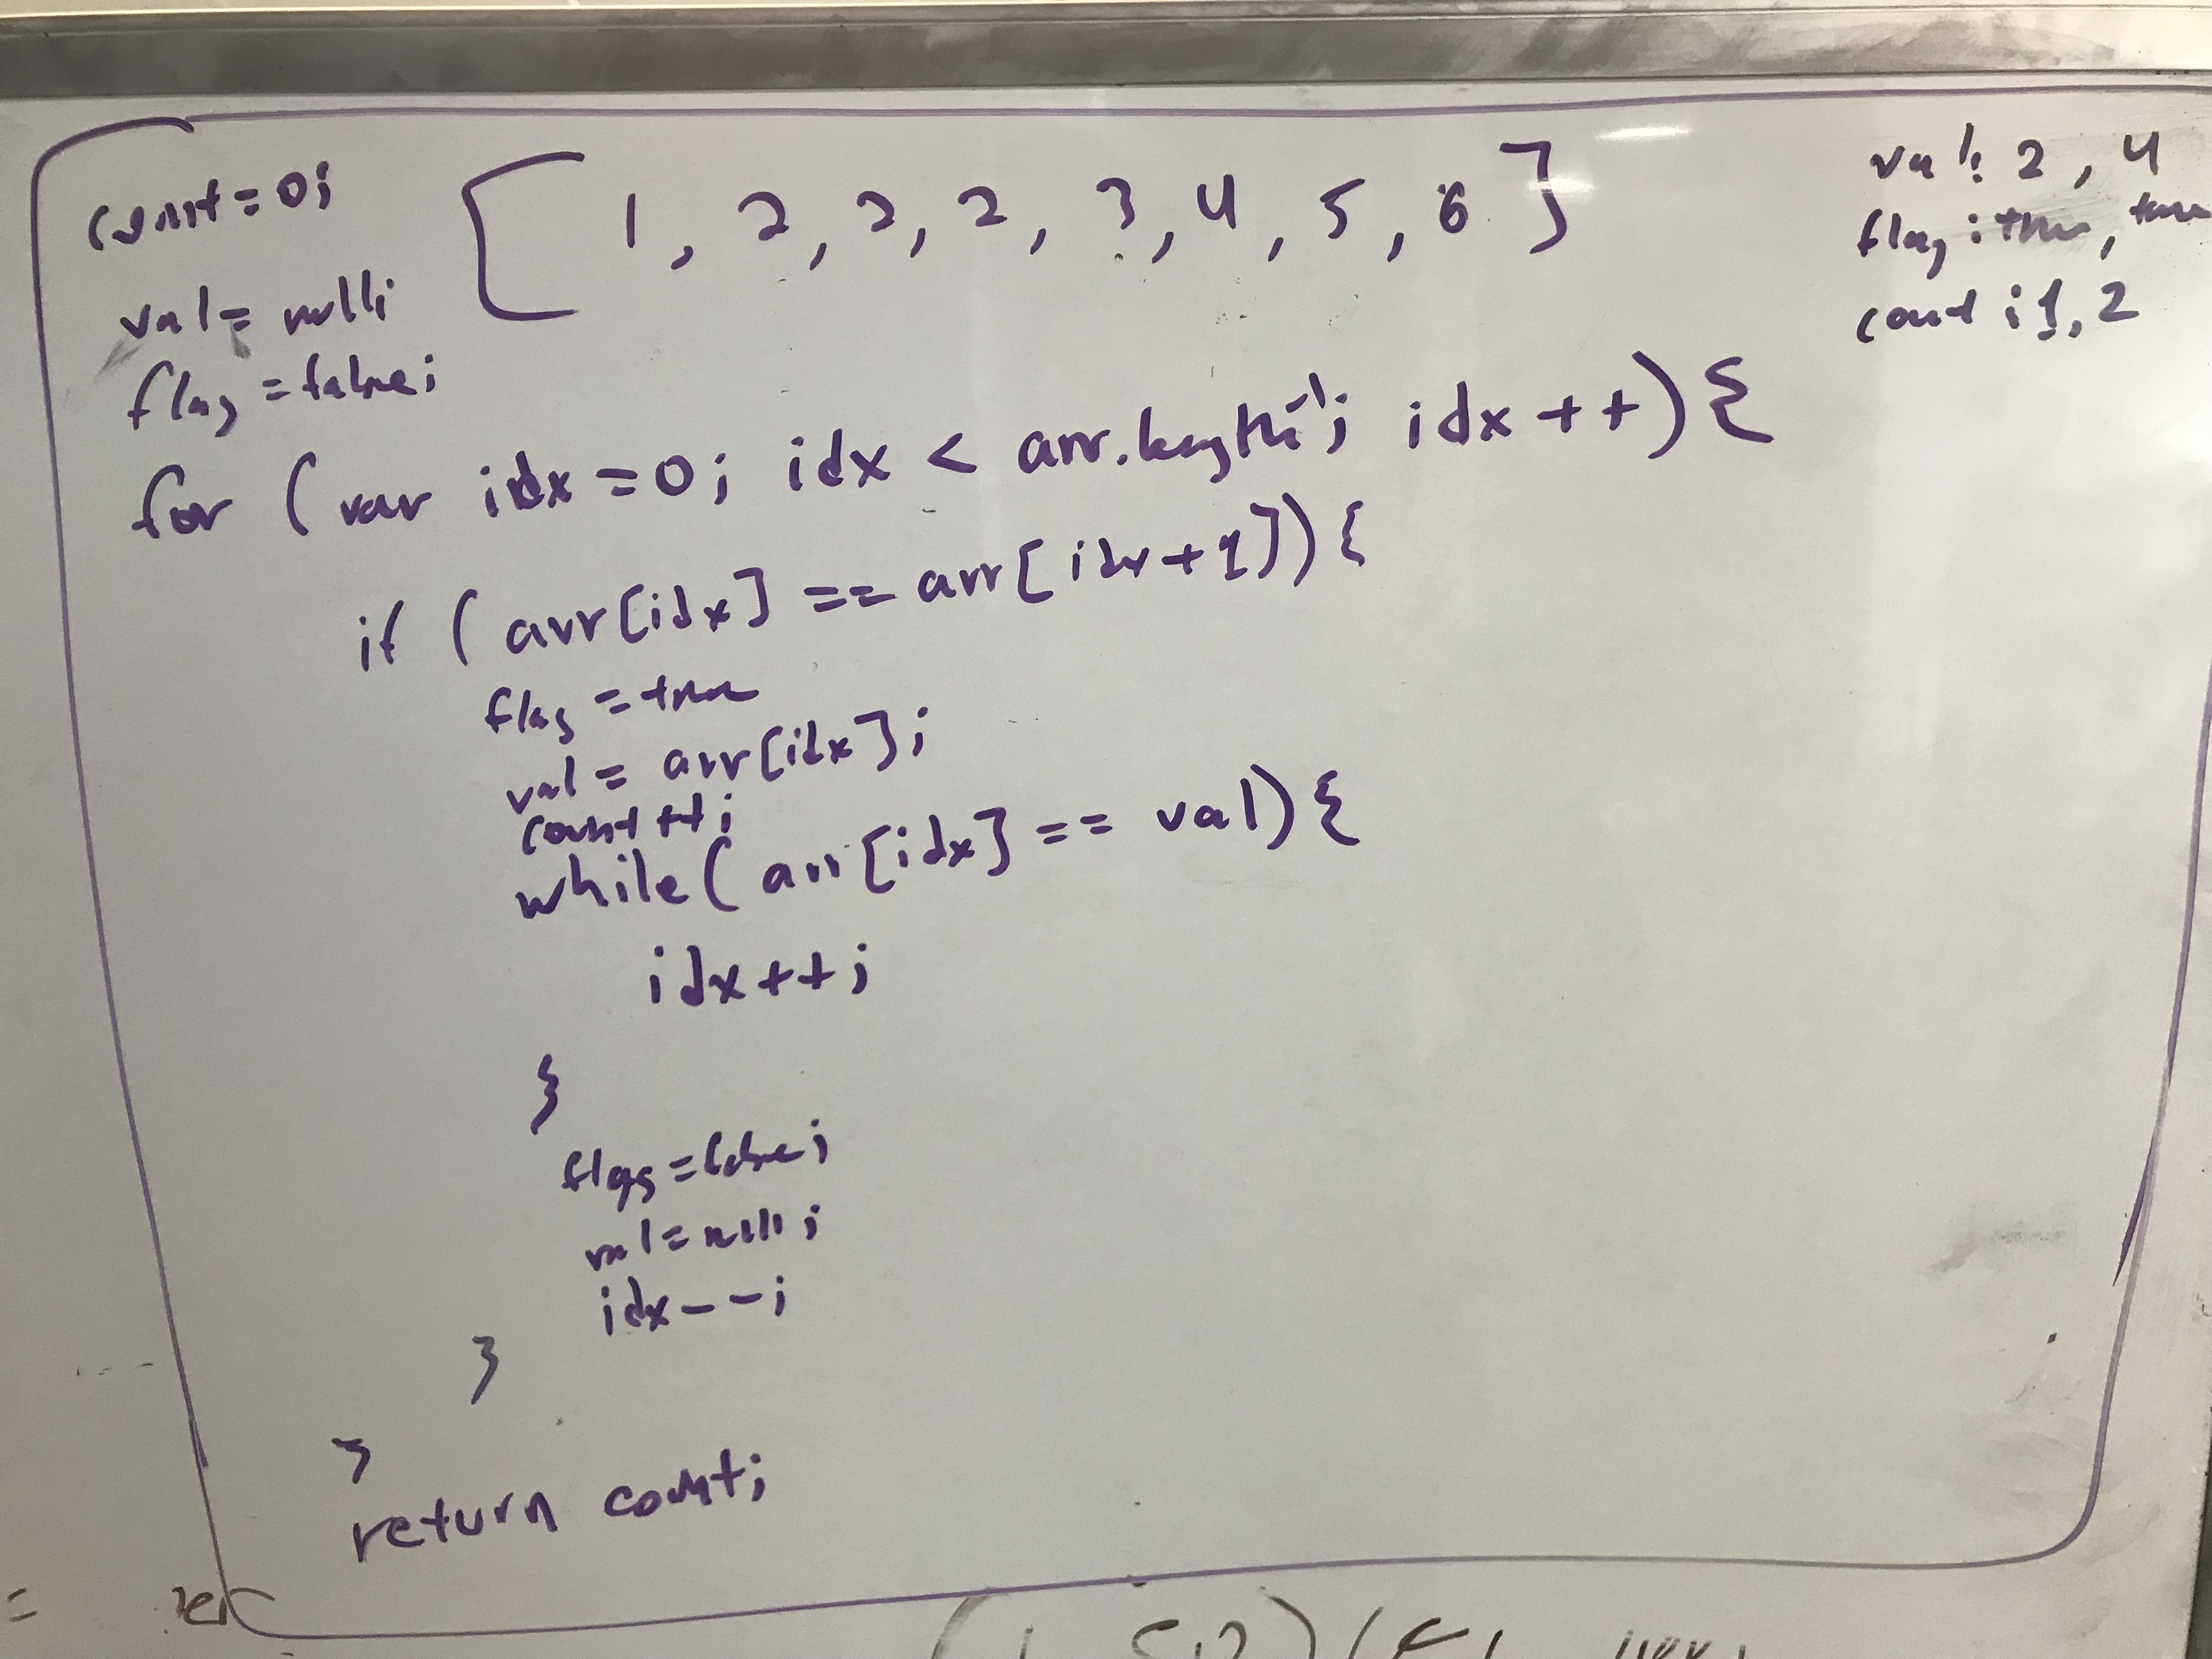 count = 0;
[ 1, 2, 2, 2, 3, 4, 5, 6 ]
val = null;
flag = false;
val: 2, 4
flag: true, true
count: 1, 2
for ( var idx = 0; idx < arr.length-1; idx ++ ) {
if ( arr[idx] == arr[idx+1]) {
flag = true
val = arr[idx];
count ++;
while( arr[idx] == val) {
idx++;
}
flag = false;
val = null;
idx--;
}
}
return count;